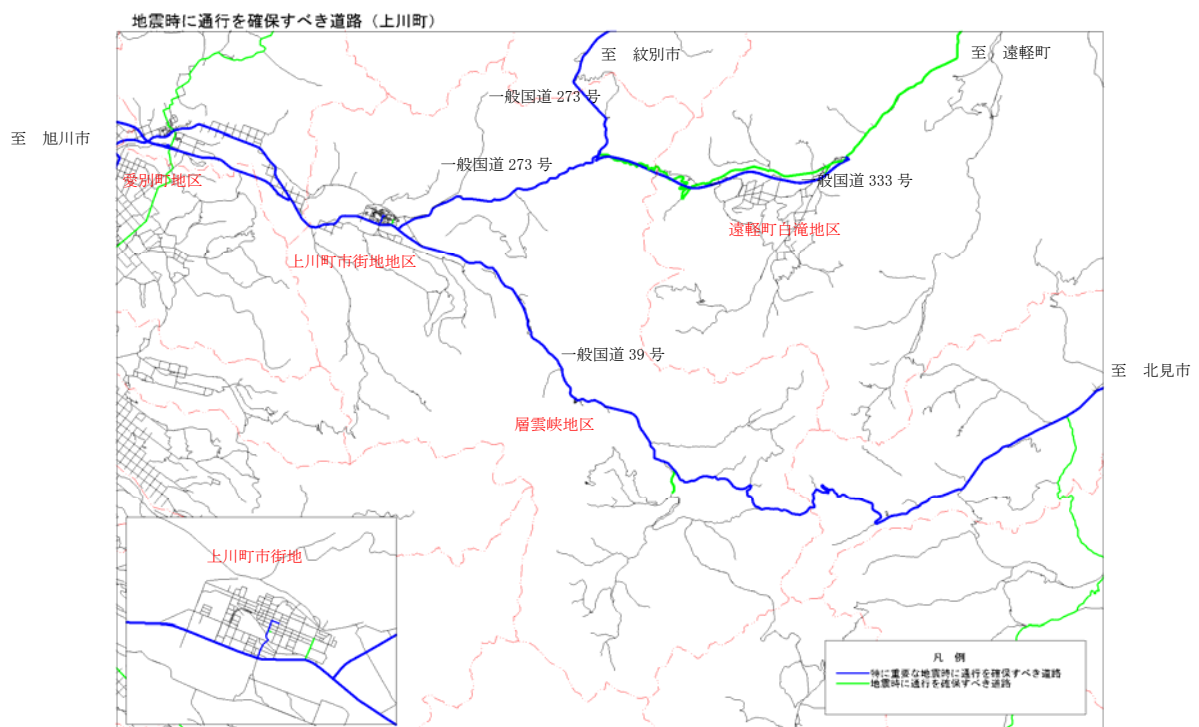 地震時に通行を確保すべき道路（上川町）
至　紋別市
至　遠軽町
一般国道 273 号
至　旭川市
一般国道 273 号
愛別町地区
一般国道 333 号
遠軽町白滝地区
上川町市街地地区
一般国道 39 号
至　北見市
層雲峡地区
上川町市街地
凡　例
特に重要な地震時に通行を確保すべき道路
地震時に通行を確保すべき道路